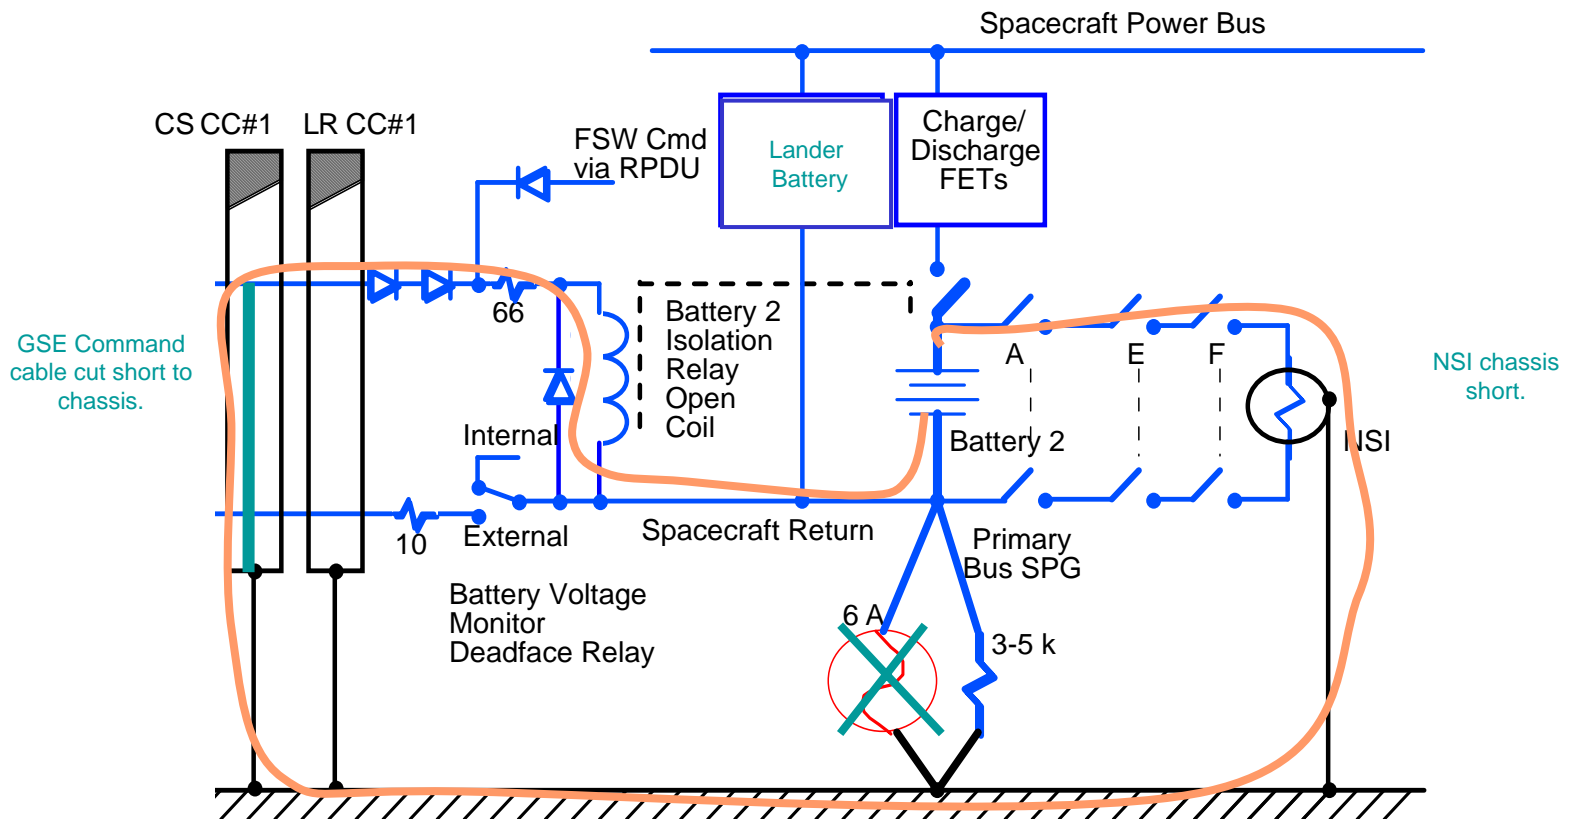 Spacecraft Power Bus
CS CC#1
LR CC#1
FSW Cmd
via RPDU
Lander
Battery
Charge/
Discharge
FETs
66
GSE Command
cable cut short to
chassis.
Battery 2
Isolation
Relay
Open
Coil
A
E
F
NSI chassis
short.
Internal
Battery 2
NSI
10
External
Spacecraft Return
Primary
Bus SPG
Battery Voltage
Monitor
Deadface Relay
6 A
3-5 k